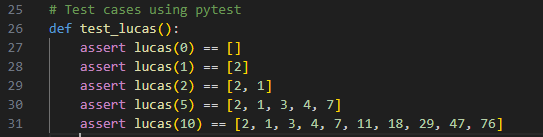 25 # Test cases using pytest
26 def test_lucas():
27     assert lucas(0) == []
28     assert lucas(1) == [2]
29     assert lucas(2) == [2, 1]
30     assert lucas(5) == [2, 1, 3, 4, 7]
31     assert lucas(10) == [2, 1, 3, 4, 7, 11, 18, 29, 47, 76]